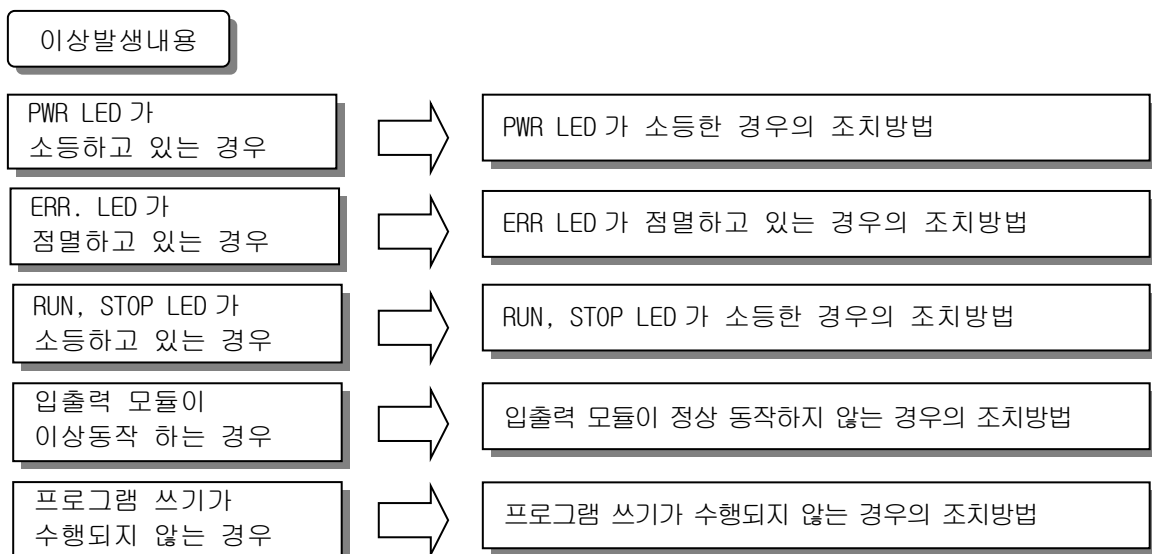 이상발생내용
PWR LED 가
소등하고 있는 경우
PWR LED 가 소등한 경우의 조치방법
ERR. LED 가
점멸하고 있는 경우
ERR LED 가 점멸하고 있는 경우의 조치방법
RUN, STOP LED 가
소등하고 있는 경우
RUN, STOP LED 가 소등한 경우의 조치방법
입출력 모듈이
이상동작 하는 경우
입출력 모듈이 정상 동작하지 않는 경우의 조치방법
프로그램 쓰기가
수행되지 않는 경우
프로그램 쓰기가 수행되지 않는 경우의 조치방법